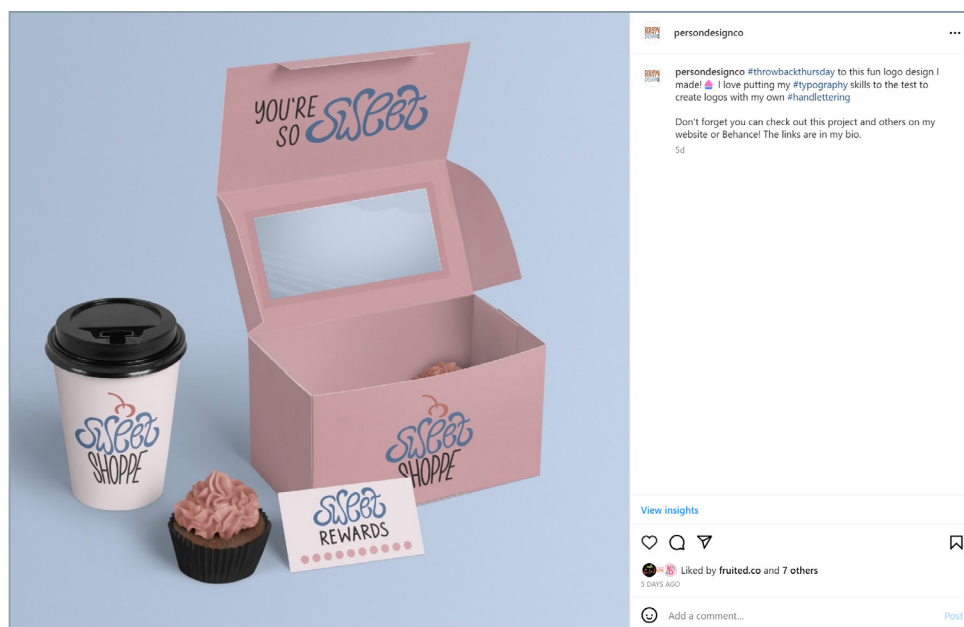 YOU'RE
SO Sweet
Sweet
SHOPPE
Sweet
SHOPPE
Sweet
REWARDS
persondesignco
persondesignco #throwbackthursday to this fun logo design I
made! 🧁 I love putting my #typography skills to the test to
create logos with my own #handlettering
Don't forget you can check out this project and others on my
website or Behance! The links are in my bio.
5d
View insights
Liked by fruited.co and 7 others
5 DAYS AGO
Add a comment...
Post